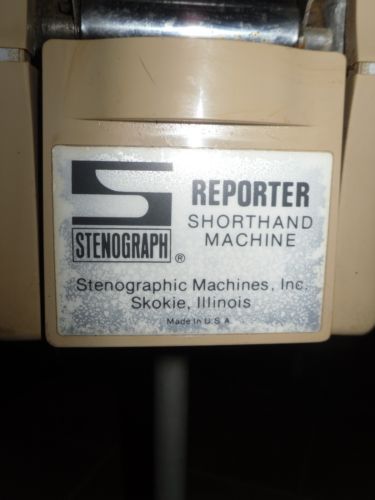 STENOGRAPH ®
REPORTER
SHORTHAND
MACHINE
Stenographic Machines, Inc.
Skokie, Illinois
Made In U.S.A.